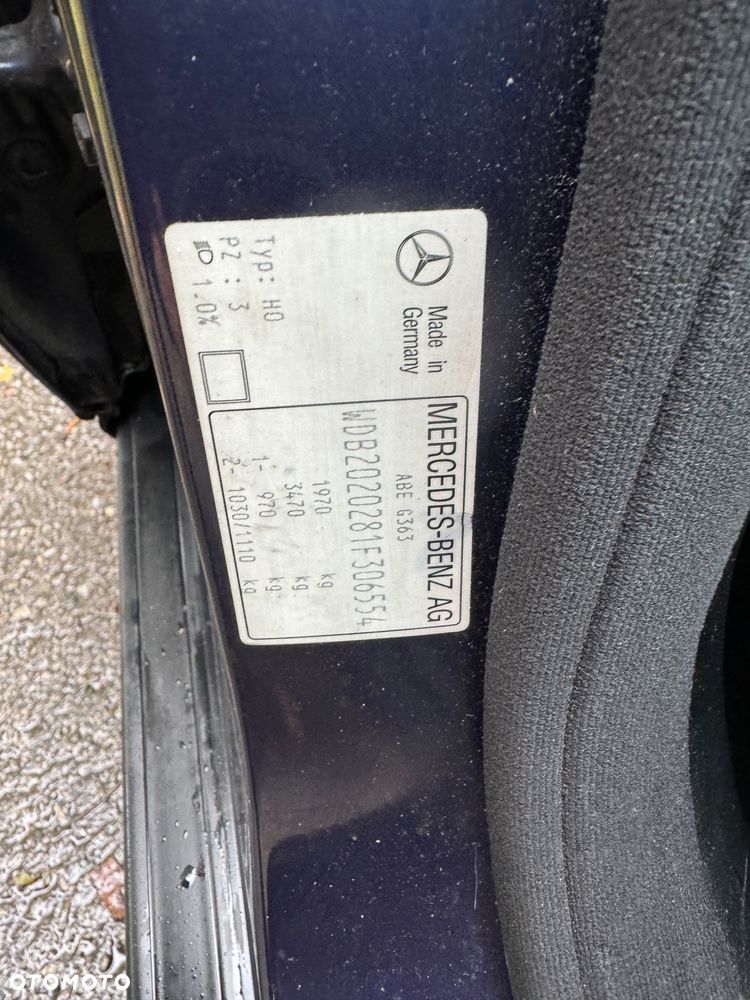 Made in
Germany
MERCEDES-BENZ AG
ABE G363
WDB2020281F306554
1970 kg
3470 kg
1- 970 kg
2- 1030/1110 kg
Typ: HO
PZ : 3
1.0%
OTOMOTO